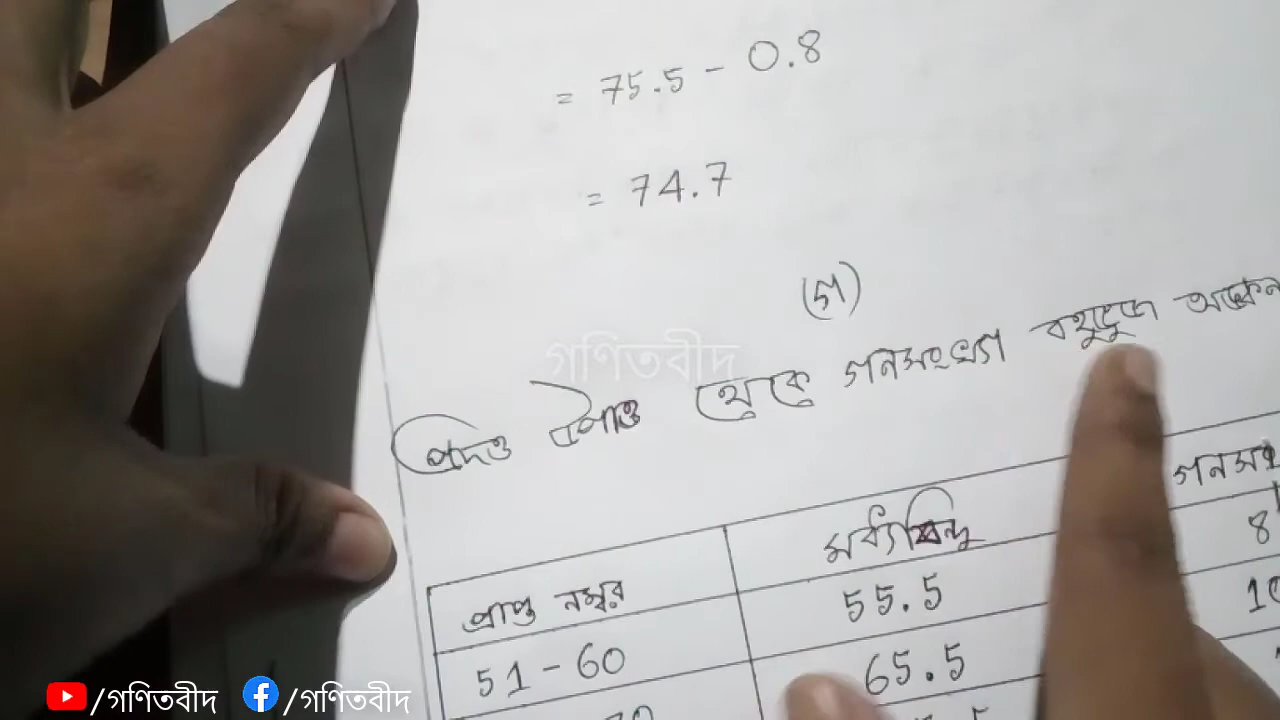 = 75.5 - 0.8
= 74.7
(গ)
প্রদত্ত উপাত্ত থেকে গনসংখ্যা বহুভুজ অঙ্কন
প্রাপ্ত নম্বর মধ্যবিন্দু গনসং
51-60 55.5 8
65.5 10
গণিতবীদ
/গণিতবীদ /গণিতবীদ